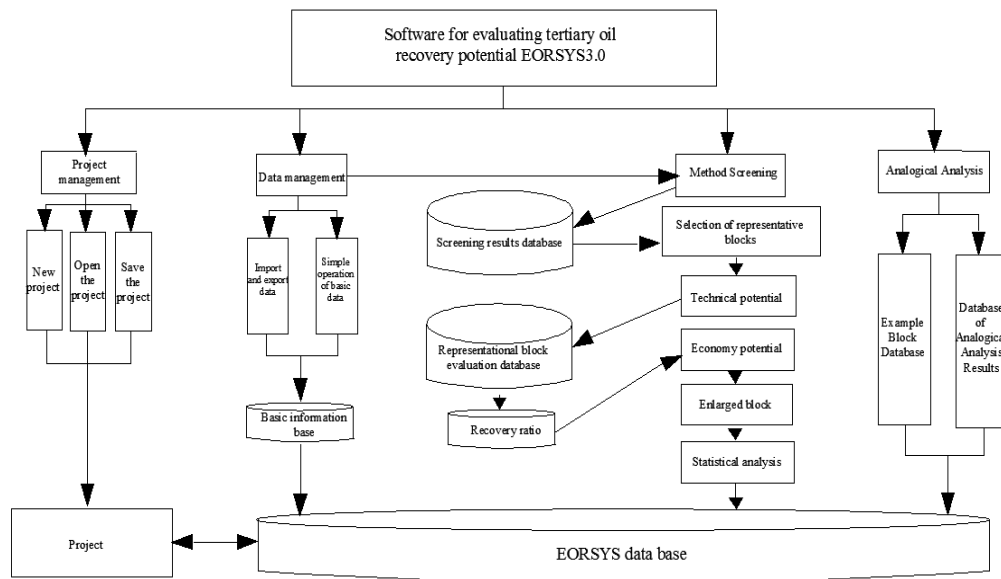 Software for evaluating tertiary oil
recovery potential EORSYS3.0
Project
management
Data management
Method Screening
Analogical Analysis
New
project
Open
the
project
Save
the
project
Import
and export
data
Simple
operation
of basic
data
Screening results database
Selection of representative
blocks
Technical potential
Example
Block
Database
Database
of
Analogical
Analysis
Results
Representational block
evaluation database
Economy potential
Basic information
base
Recovery ratio
Enlarged block
Statistical analysis
Project
EORSYS data base